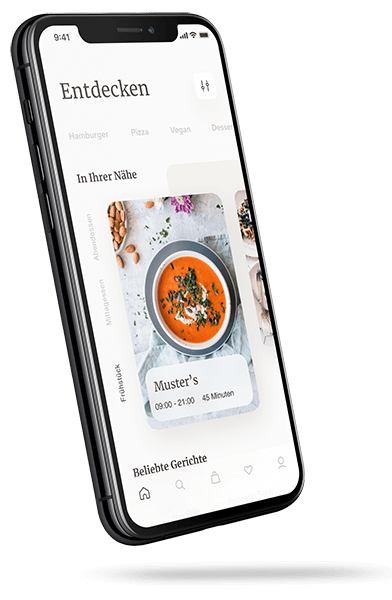 9:41
Entdecken
Hamburger Pizza Vegan Desser
In Ihrer Nähe
Abendessen
Mittagessen
Frühstück
Muster's
09:00 - 21:00 45 Minuten
Beliebte Gerichte